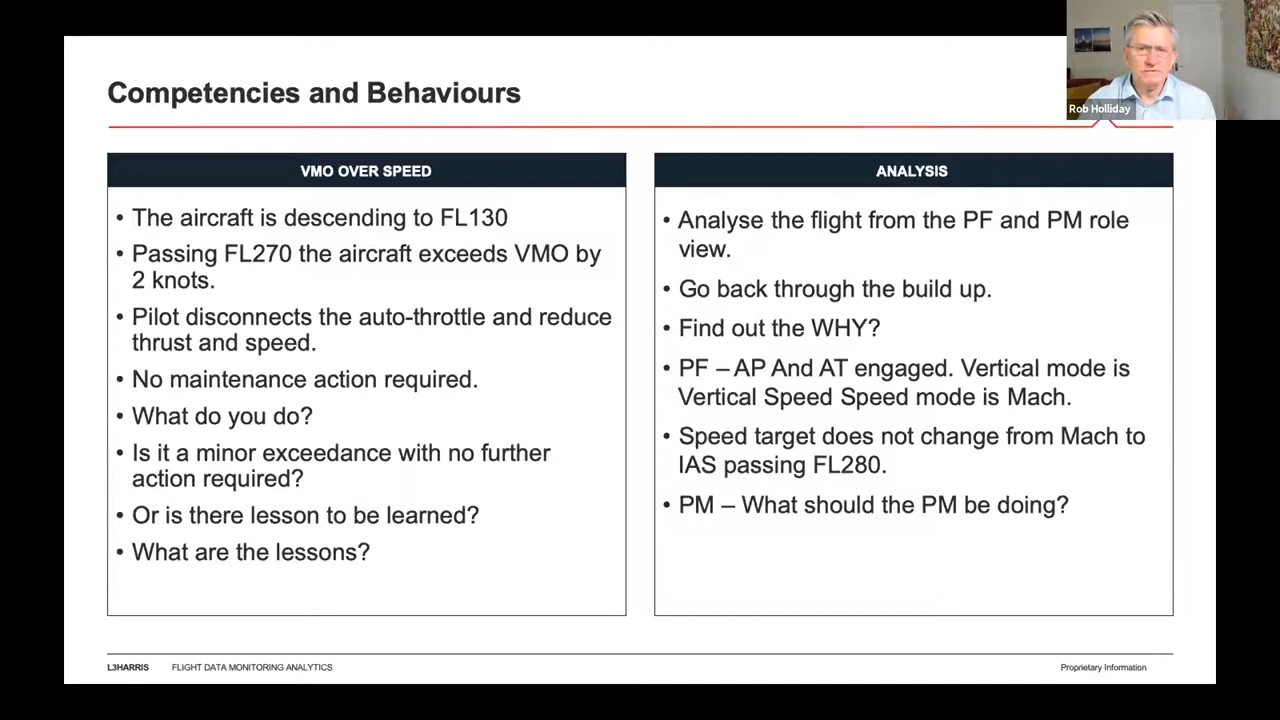 Rob Holliday
Competencies and Behaviours
VMO OVER SPEED
• The aircraft is descending to FL130
• Passing FL270 the aircraft exceeds VMO by
2 knots.
• Pilot disconnects the auto-throttle and reduce
thrust and speed.
• No maintenance action required.
• What do you do?
• Is it a minor exceedance with no further
action required?
• Or is there lesson to be learned?
• What are the lessons?
ANALYSIS
• Analyse the flight from the PF and PM role
view.
• Go back through the build up.
• Find out the WHY?
• PF – AP And AT engaged. Vertical mode is
Vertical Speed Speed mode is Mach.
• Speed target does not change from Mach to
IAS passing FL280.
• PM – What should the PM be doing?
L3HARRIS FLIGHT DATA MONITORING ANALYTICS
Proprietary Information